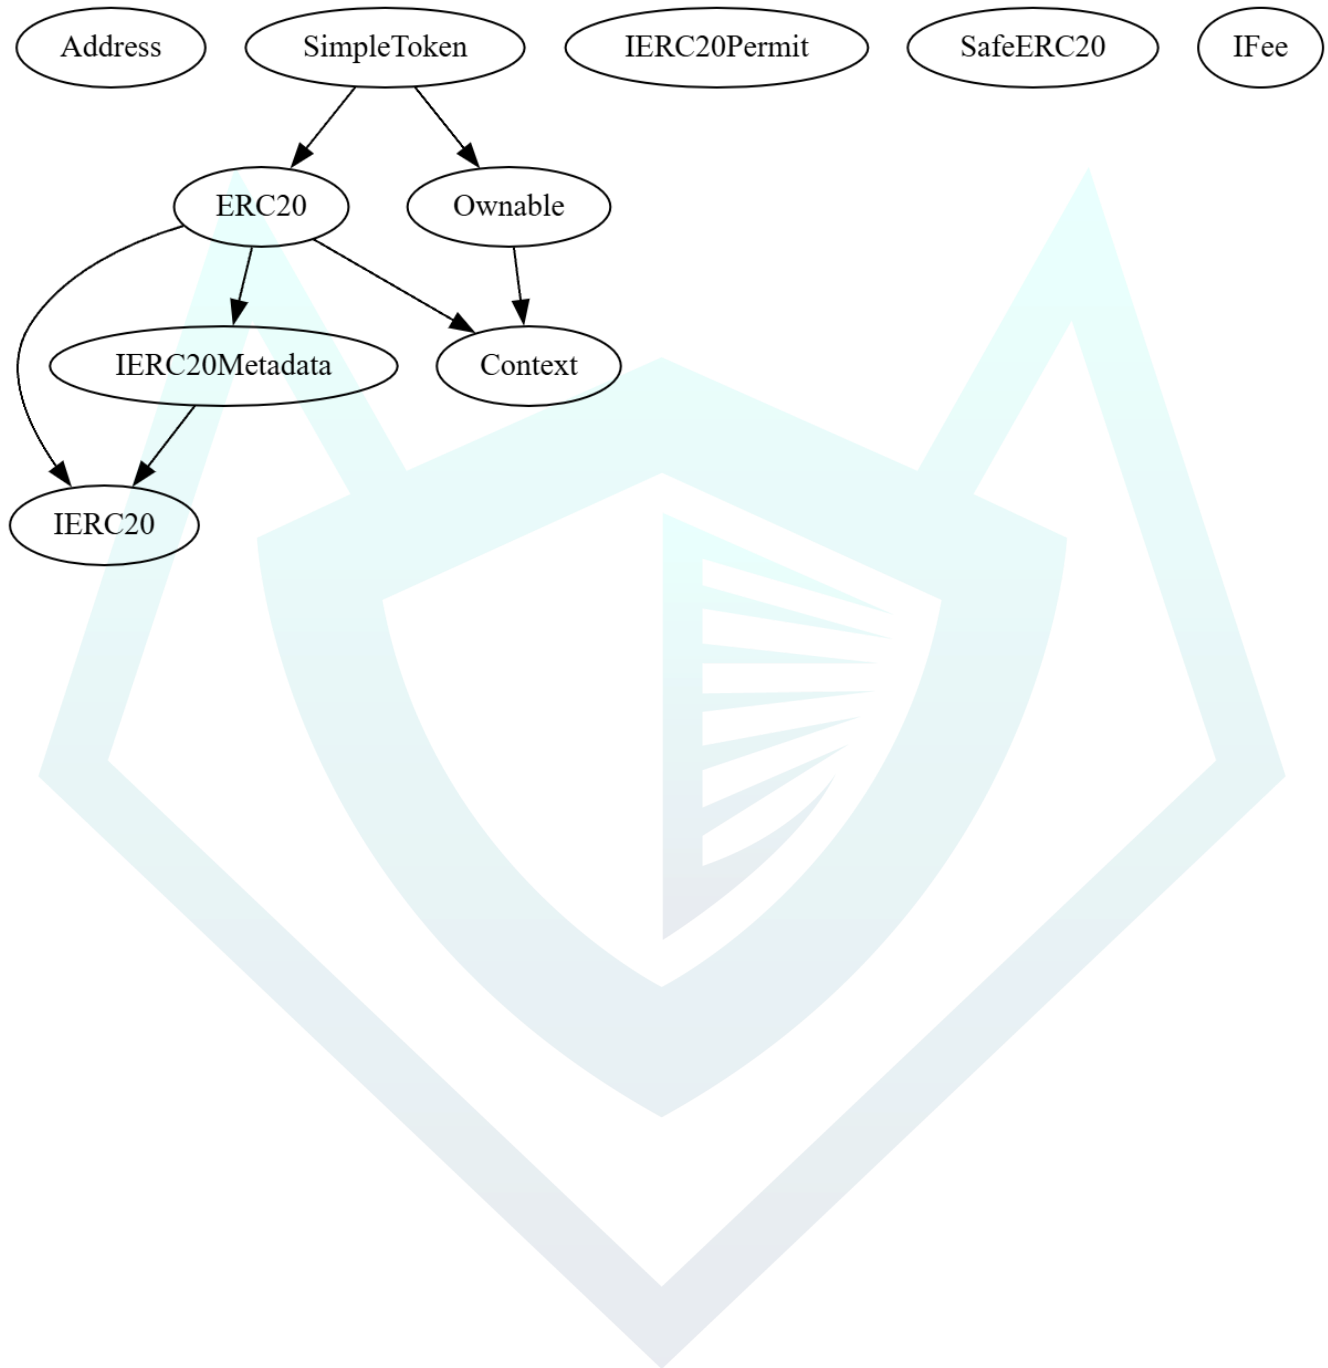 Address
SimpleToken
IERC20Permit
SafeERC20
IFee
ERC20
Ownable
IERC20Metadata
Context
IERC20